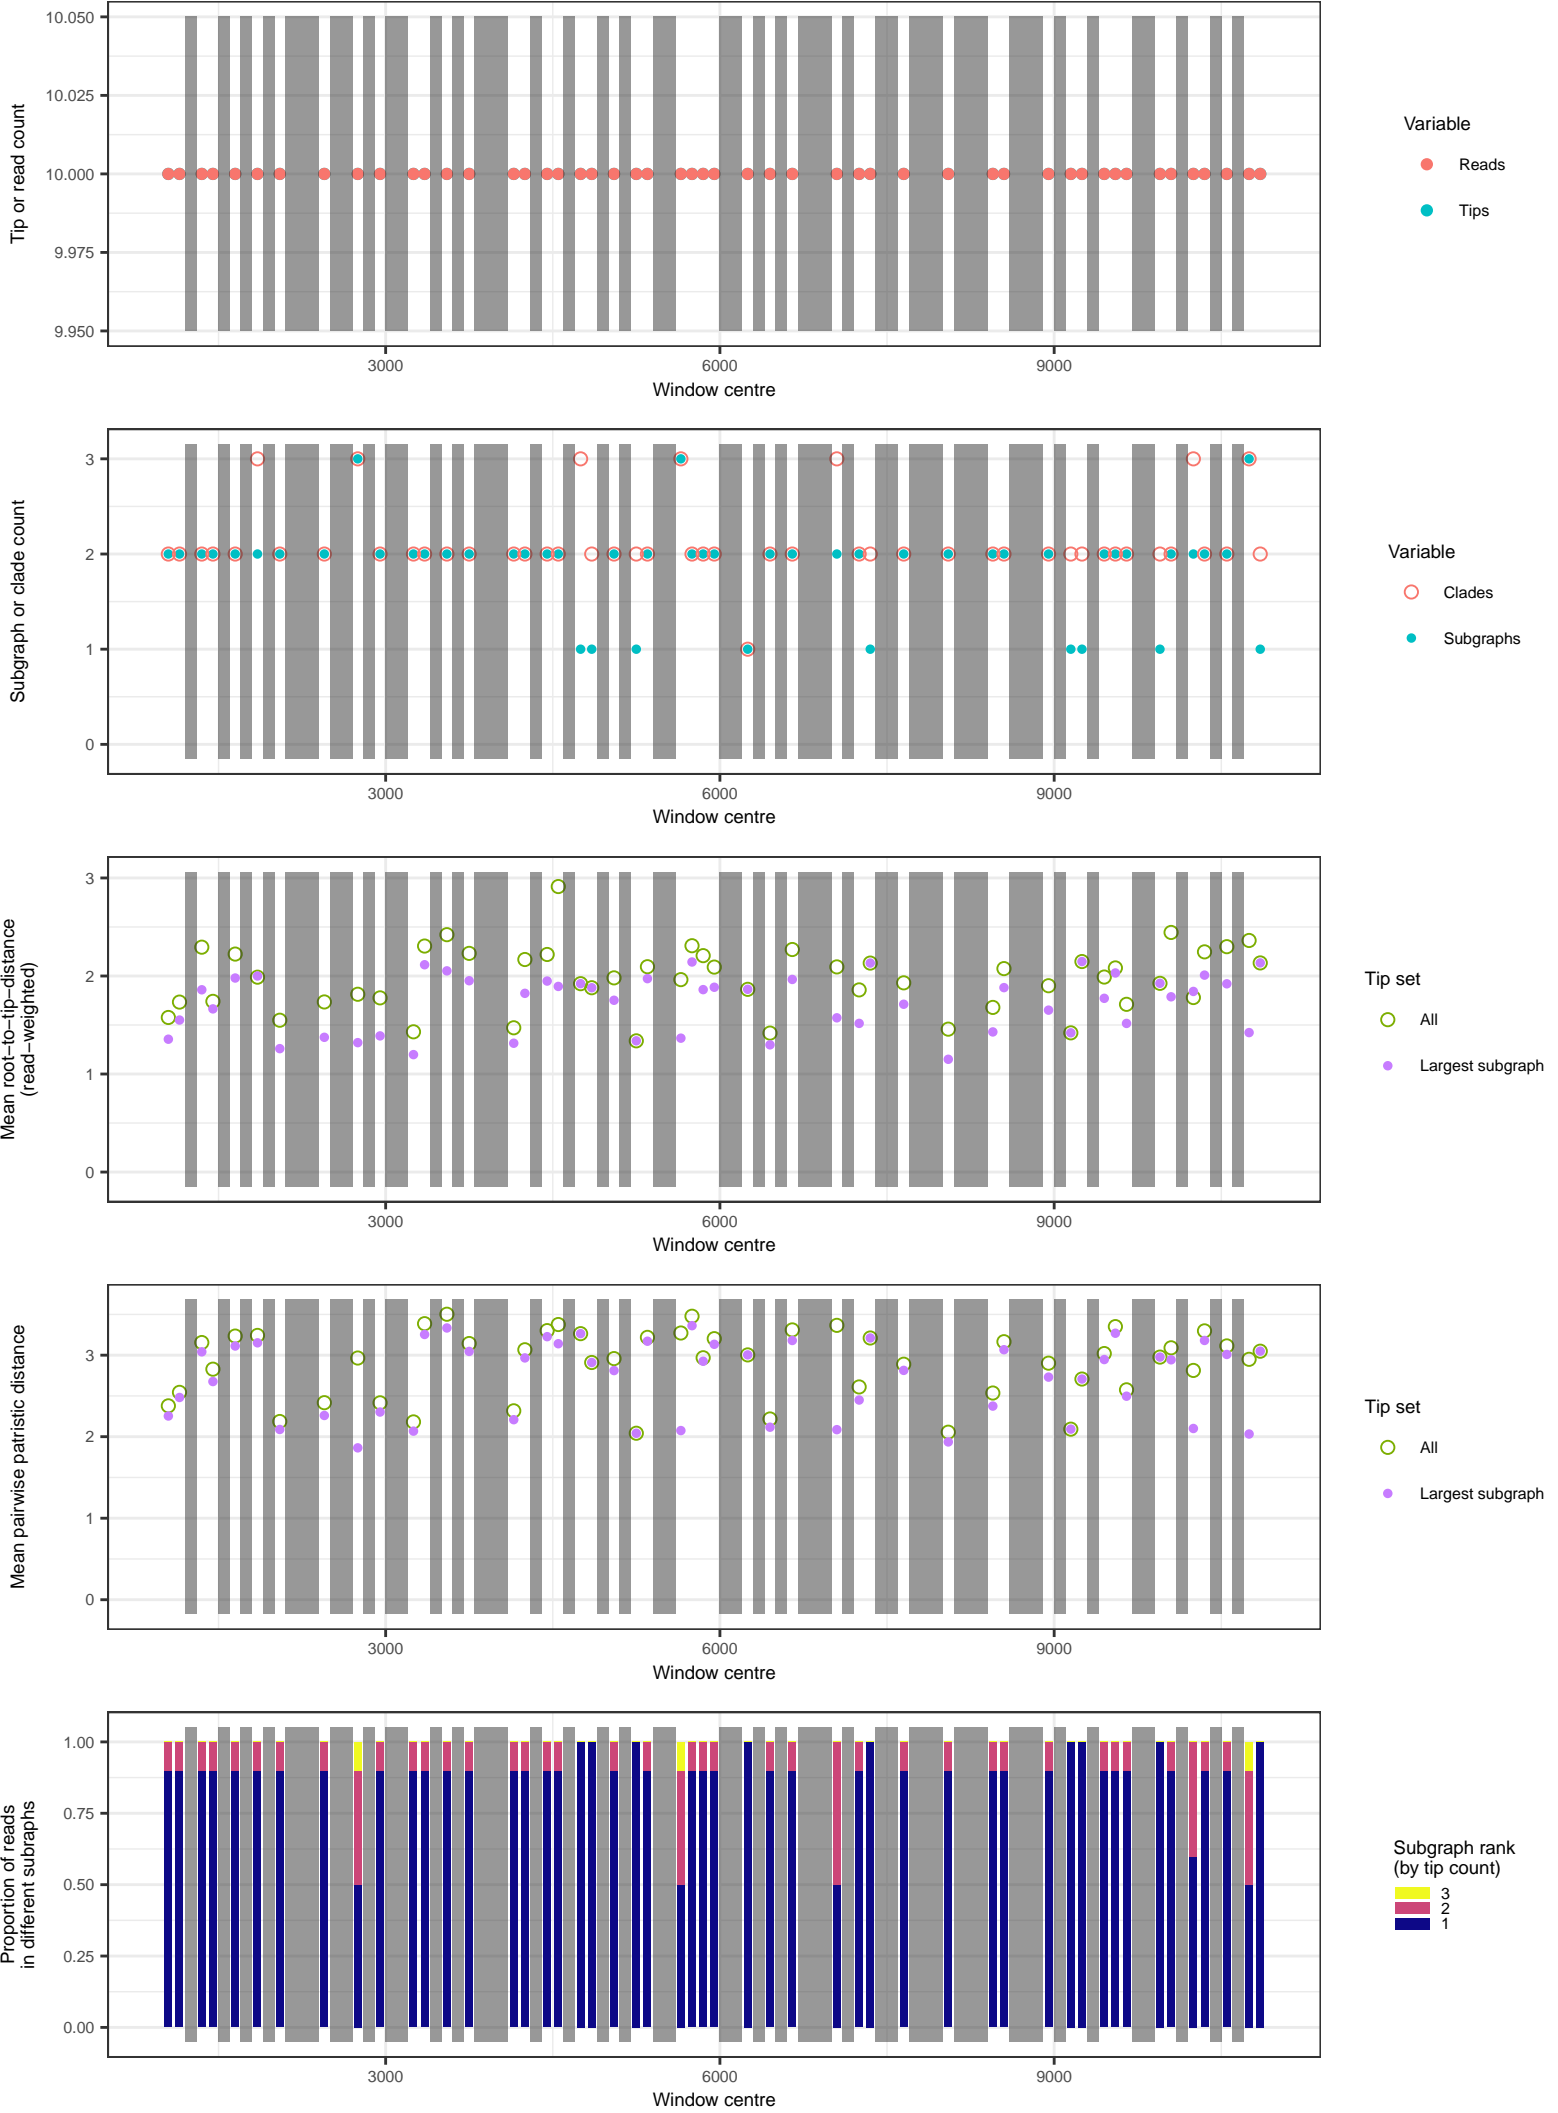 10.050
10.025
10.000
9.975
9.950
Tip or read count
3000
6000
9000
Window centre
Variable
Reads
Tips
3
2
1
0
Subgraph or clade count
3000
6000
9000
Window centre
Variable
Clades
Subgraphs
3
2
1
0
Mean root−to−tip−distance
(read−weighted)
3000
6000
9000
Window centre
Tip set
All
Largest subgraph
3
2
1
0
Mean pairwise patristic distance
3000
6000
9000
Window centre
Tip set
All
Largest subgraph
1.00
0.75
0.50
0.25
0.00
Proportion of reads
in different subraphs
3000
6000
9000
Window centre
Subgraph rank
(by tip count)
3
2
1